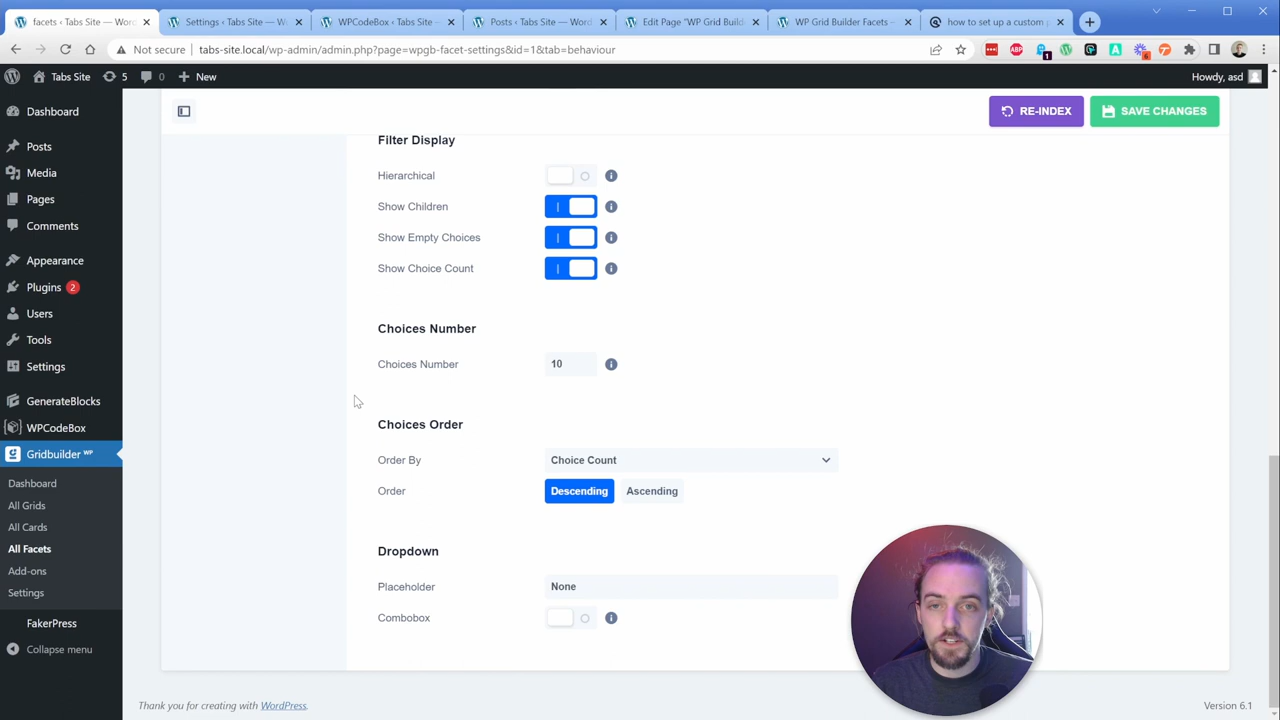 facets ‹ Tabs Site — Word
Settings ‹ Tabs Site — W
WPCodeBox ‹ Tabs Site —
Posts ‹ Tabs Site — Word
Edit Page "WP Grid Build
WP Grid Builder Facets –
how to set up a custom
Not secure
tabs-site.local/wp-admin/admin.php?page=wpgb-facet-settings&id=1&tab=behaviour
ABP
1
6
Tabs Site
5
New
Howdy, asd
Dashboard
Posts
Media
Pages
Comments
Appearance
Plugins 2
Users
Tools
Settings
GenerateBlocks
WPCodeBox
Gridbuilder WP
Dashboard
All Grids
All Cards
All Facets
Add-ons
Settings
FakerPress
Collapse menu
RE-INDEX
SAVE CHANGES
Filter Display
Hierarchical
Show Children
Show Empty Choices
Show Choice Count
Choices Number
Choices Number
10
Choices Order
Order By
Choice Count
Order
Descending
Ascending
Dropdown
Placeholder
None
Combobox
Thank you for creating with WordPress.
Version 6.1